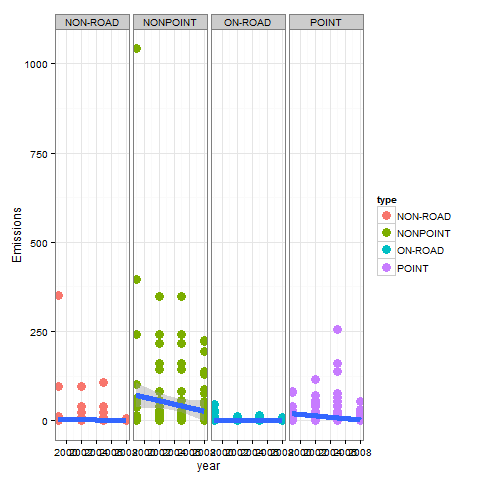 NON-ROAD NONPOINT ON-ROAD POINT
1000
750
500
250
0
Emissions
year
type
NON-ROAD
NONPOINT
ON-ROAD
POINT